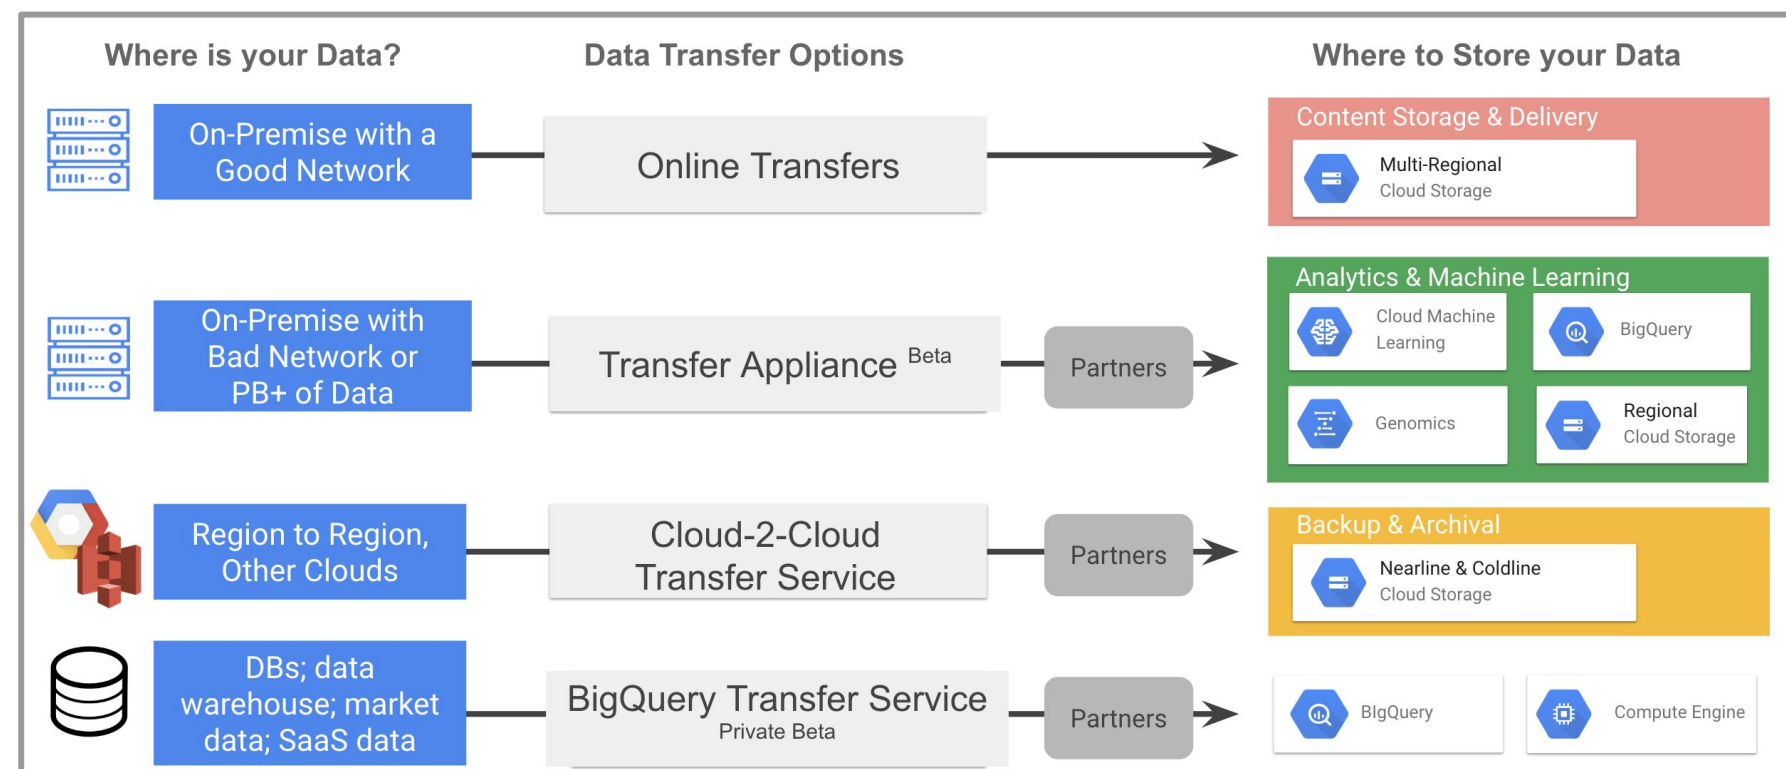 Where is your Data?
Data Transfer Options
Where to Store your Data
On-Premise with a
Good Network
Online Transfers
Content Storage & Delivery
Multi-Regional
Cloud Storage
On-Premise with
Bad Network or
PB+ of Data
Transfer Appliance Beta
Partners
Analytics & Machine Learning
Cloud Machine
Learning
BigQuery
Genomics
Regional
Cloud Storage
Region to Region,
Other Clouds
Cloud-2-Cloud
Transfer Service
Partners
Backup & Archival
Nearline & Coldline
Cloud Storage
DBs; data
warehouse; market
data; SaaS data
BigQuery Transfer Service
Private Beta
Partners
BIgQuery
Compute Engine